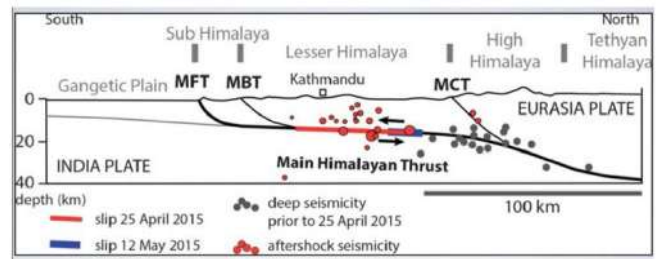 South
North
Sub Himalaya
Lesser Himalaya
High
Himalaya
Tethyan
Himalaya
Gangetic Plain
MFT
MBT
Kathmandu
MCT
0
20
40
EURASIA PLATE
INDIA PLATE
Main Himalayan Thrust
depth (km)
slip 25 April 2015
slip 12 May 2015
deep seismicity
prior to 25 April 2015
aftershock seismicity
100 km